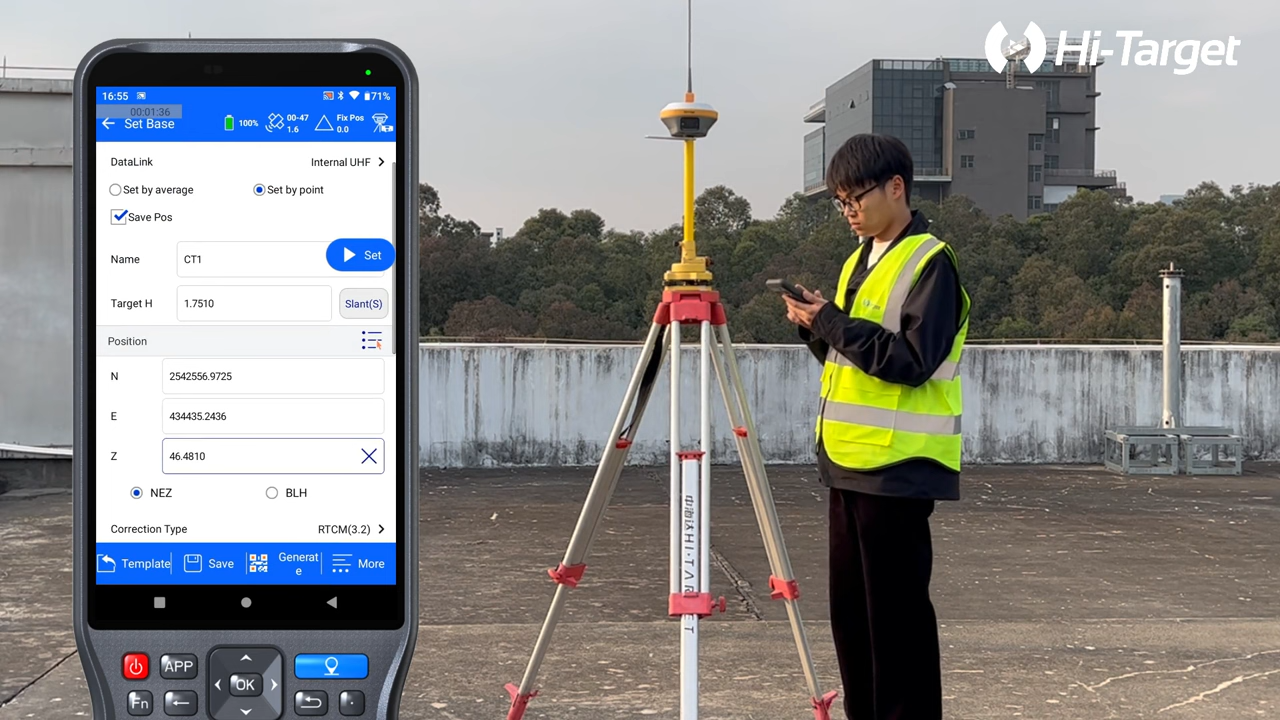 Hi-Target
16:55
71%
00:01:36
Set Base
100%
00-47
1.6
Fix Pos
0.0
DataLink
Internal UHF
Set by average
Set by point
Save Pos
Name
CT1
Set
Target H
1.7510
Slant(S)
Position
N
2542556.9725
E
434435.2436
Z
46.4810
NEZ
BLH
Correction Type
RTCM(3.2)
Template
Save
Generat
e
More
APP
OK
Fn
中海达 HI·TARGET